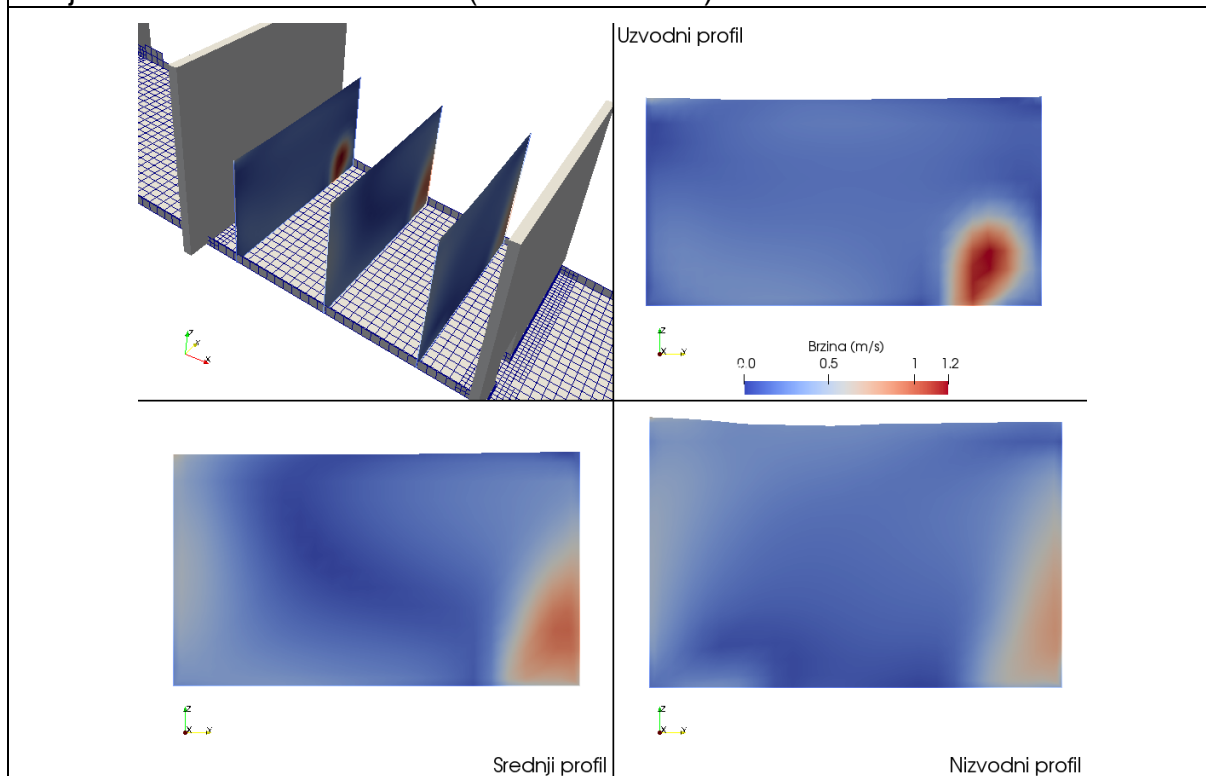 Uzvodni profil
Z
Y
X
Z
X
Y
Brzina (m/s)
0.0 0.5 1 1.2
Z
X
Y
Z
X
Y
Srednji profil
Nizvodni profil